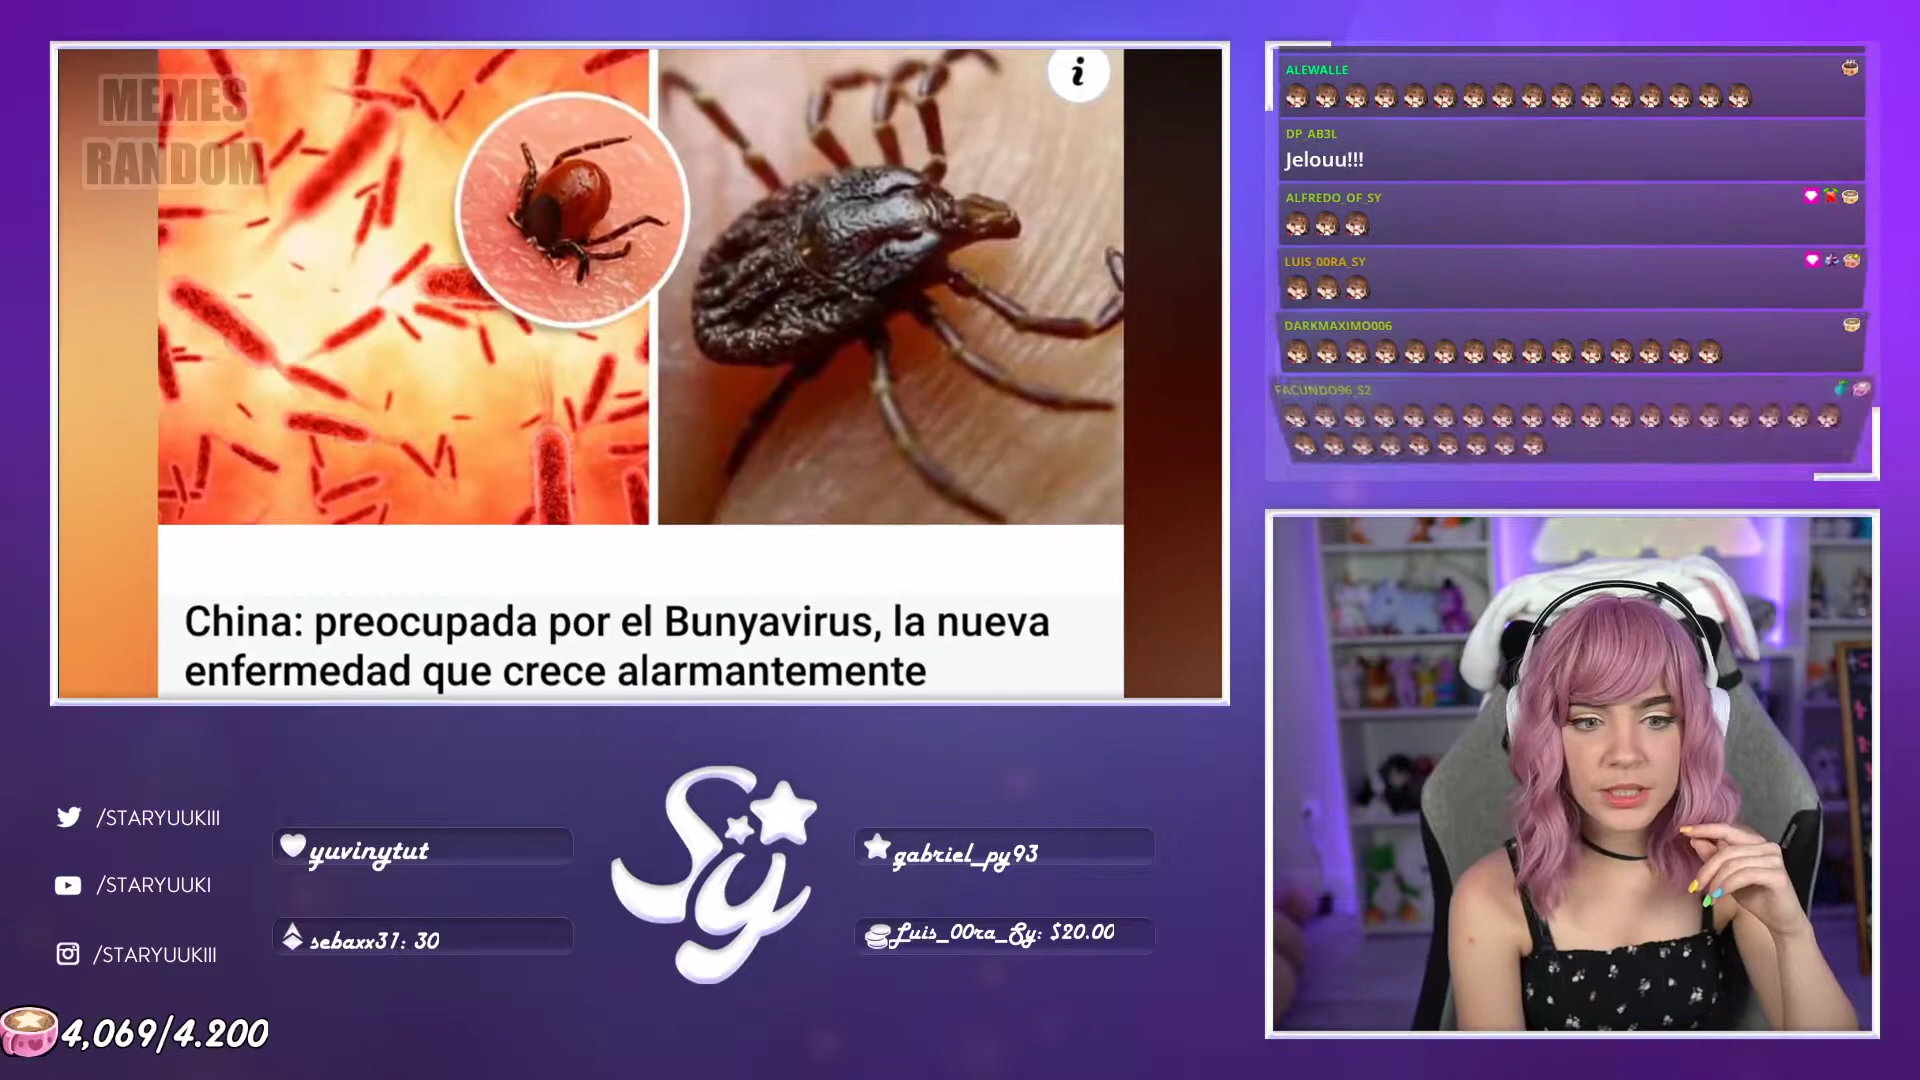 MEMES
RANDOM
i
China: preocupada por el Bunyavirus, la nueva
enfermedad que crece alarmantemente
ALEWALLE
DP_AB3L
Jelouu!!!
ALFREDO_OF_SY
LUIS_00RA_SY
DARKMAXIMO006
FACUNDO96_S2
/STARYUUKIII
/STARYUUKI
/STARYUUKIII
yuvinytut
sebaxx31: 30
Sy
gabriel_py93
Luis_00ra_Sy: $20.00
4,069/4.200